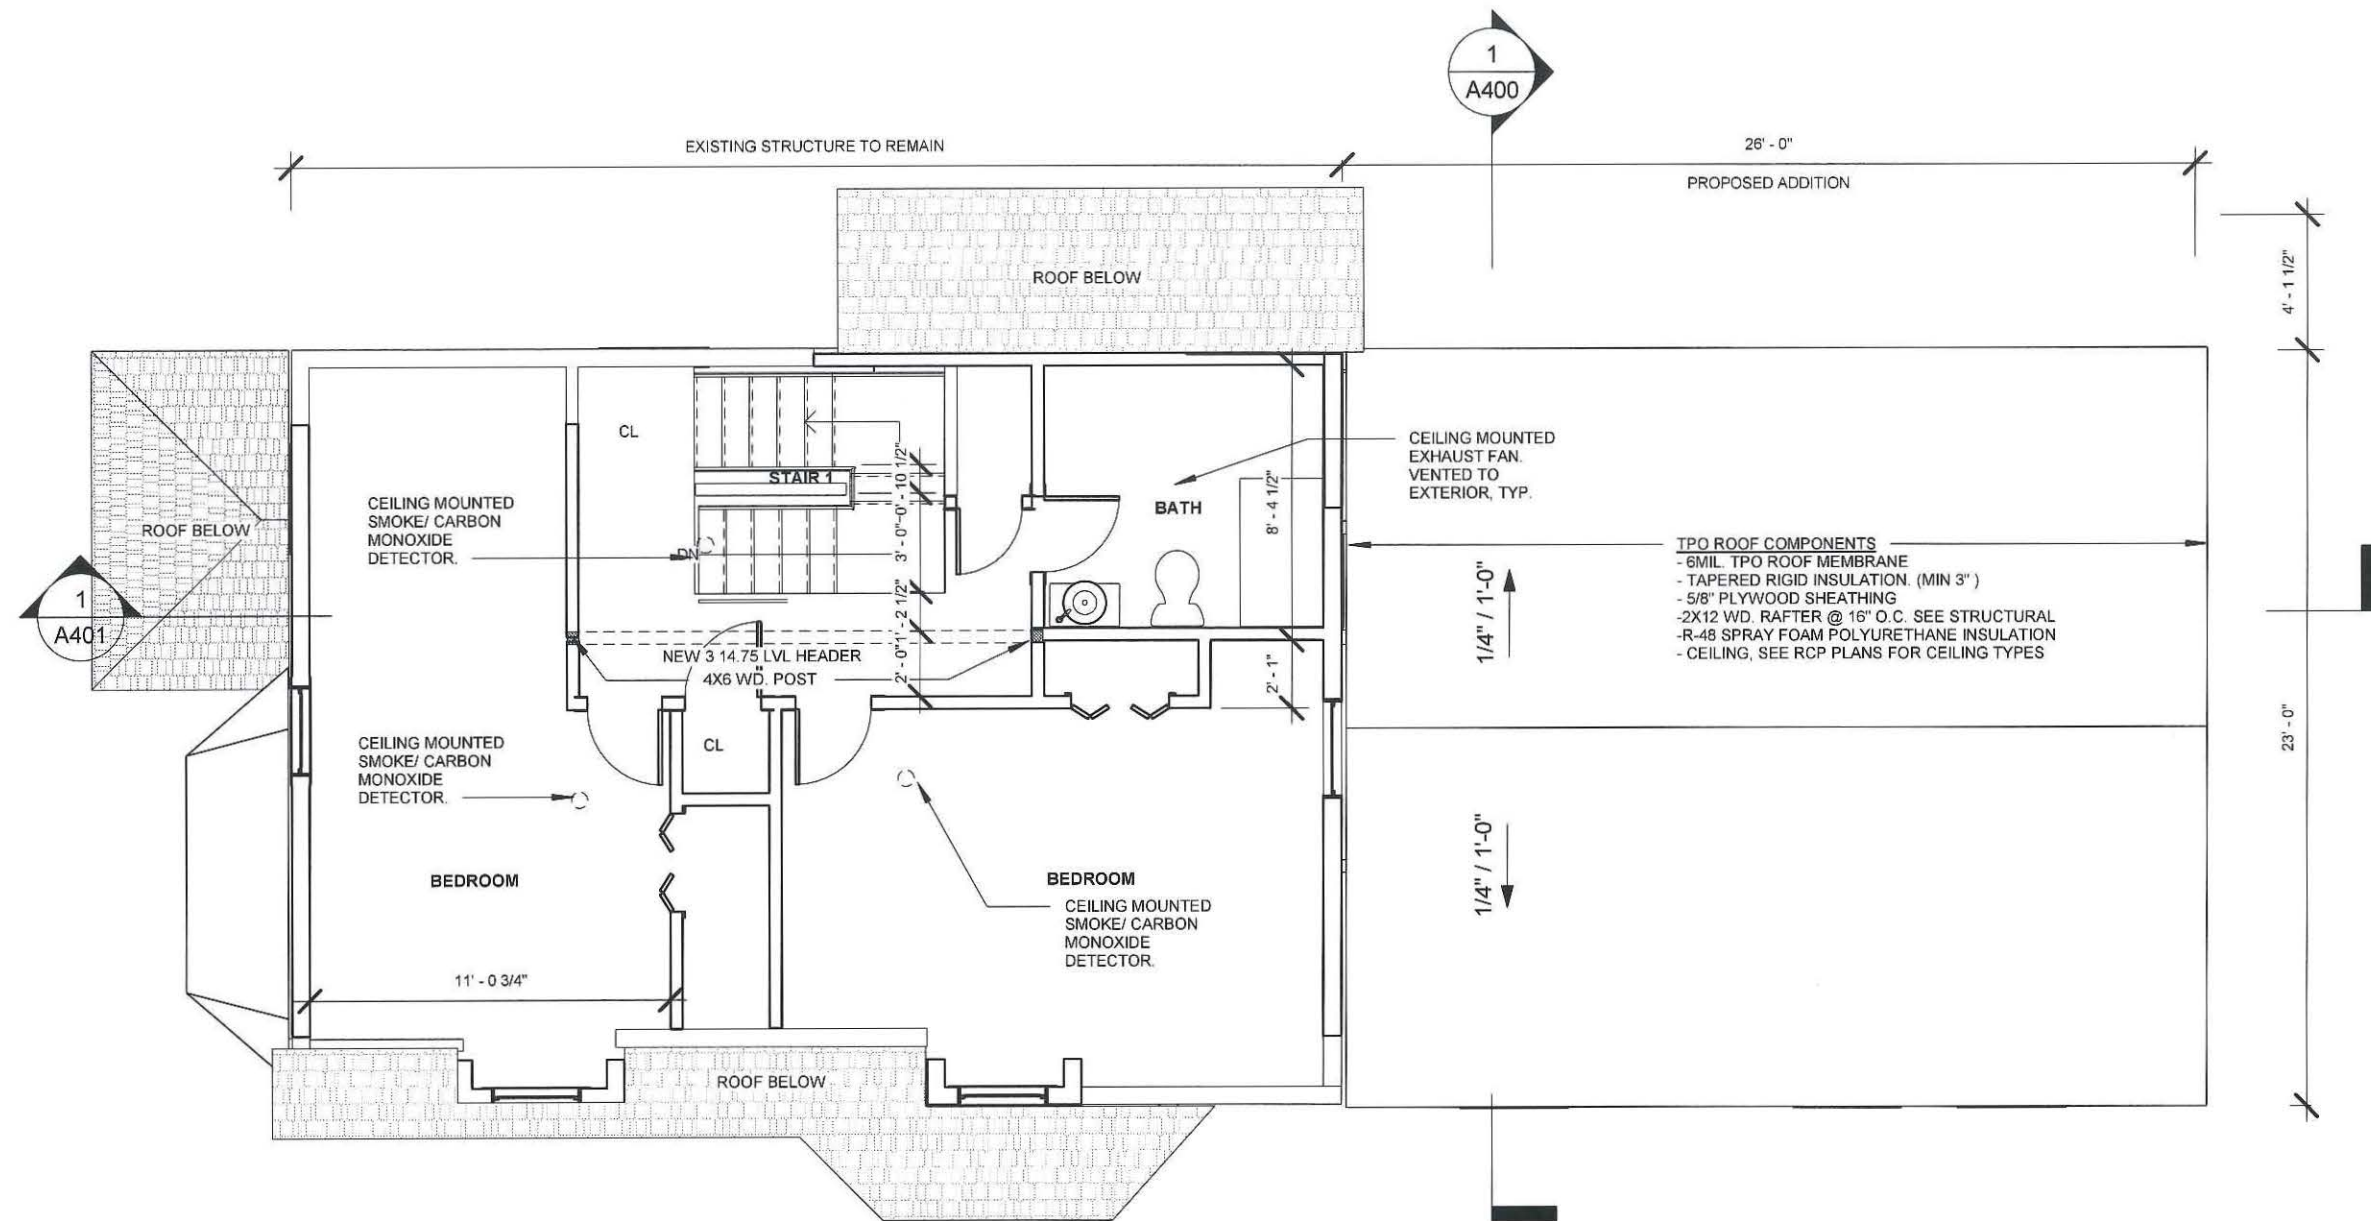 1
A400
EXISTING STRUCTURE TO REMAIN
26' - 0"
PROPOSED ADDITION
4' - 1 1/2"
ROOF BELOW
CL
STAIR 1
0' - 10 1/2"
3' - 0"
1' - 2 1/2"
2' - 0"
DN
CEILING MOUNTED
SMOKE/ CARBON
MONOXIDE
DETECTOR.
ROOF BELOW
1
A401
BATH
8' - 4 1/2"
CEILING MOUNTED
EXHAUST FAN.
VENTED TO
EXTERIOR, TYP.
TPO ROOF COMPONENTS
- 6MIL. TPO ROOF MEMBRANE
- TAPERED RIGID INSULATION. (MIN 3" )
- 5/8" PLYWOOD SHEATHING
-2X12 WD. RAFTER @ 16" O.C. SEE STRUCTURAL
-R-48 SPRAY FOAM POLYURETHANE INSULATION
- CEILING, SEE RCP PLANS FOR CEILING TYPES
1/4" / 1'-0"
NEW 3 14.75 LVL HEADER
4X6 WD. POST
2' - 1"
23' - 0"
CEILING MOUNTED
SMOKE/ CARBON
MONOXIDE
DETECTOR.
CL
1/4" / 1'-0"
BEDROOM
BEDROOM
CEILING MOUNTED
SMOKE/ CARBON
MONOXIDE
DETECTOR.
11' - 0 3/4"
ROOF BELOW